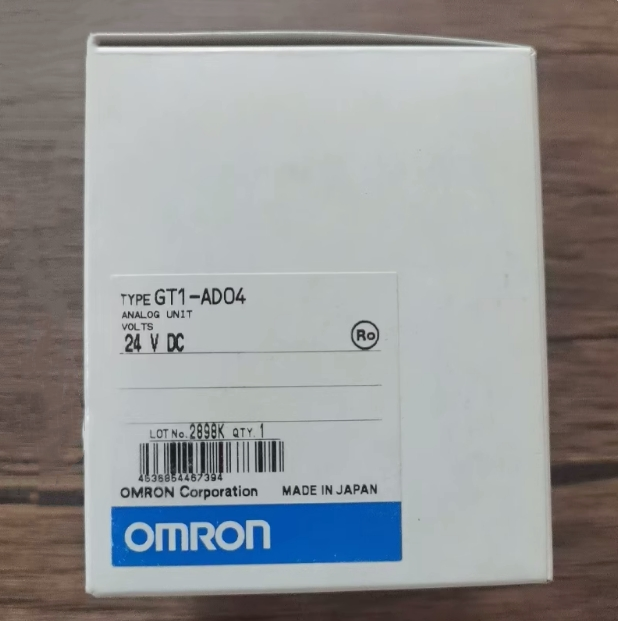 TYPE GT1-AD04
ANALOG UNIT
VOLTS
24 V DC
Ro
LOT No. 2898K QTY. 1
4536854467394
OMRON Corporation MADE IN JAPAN
OMRON